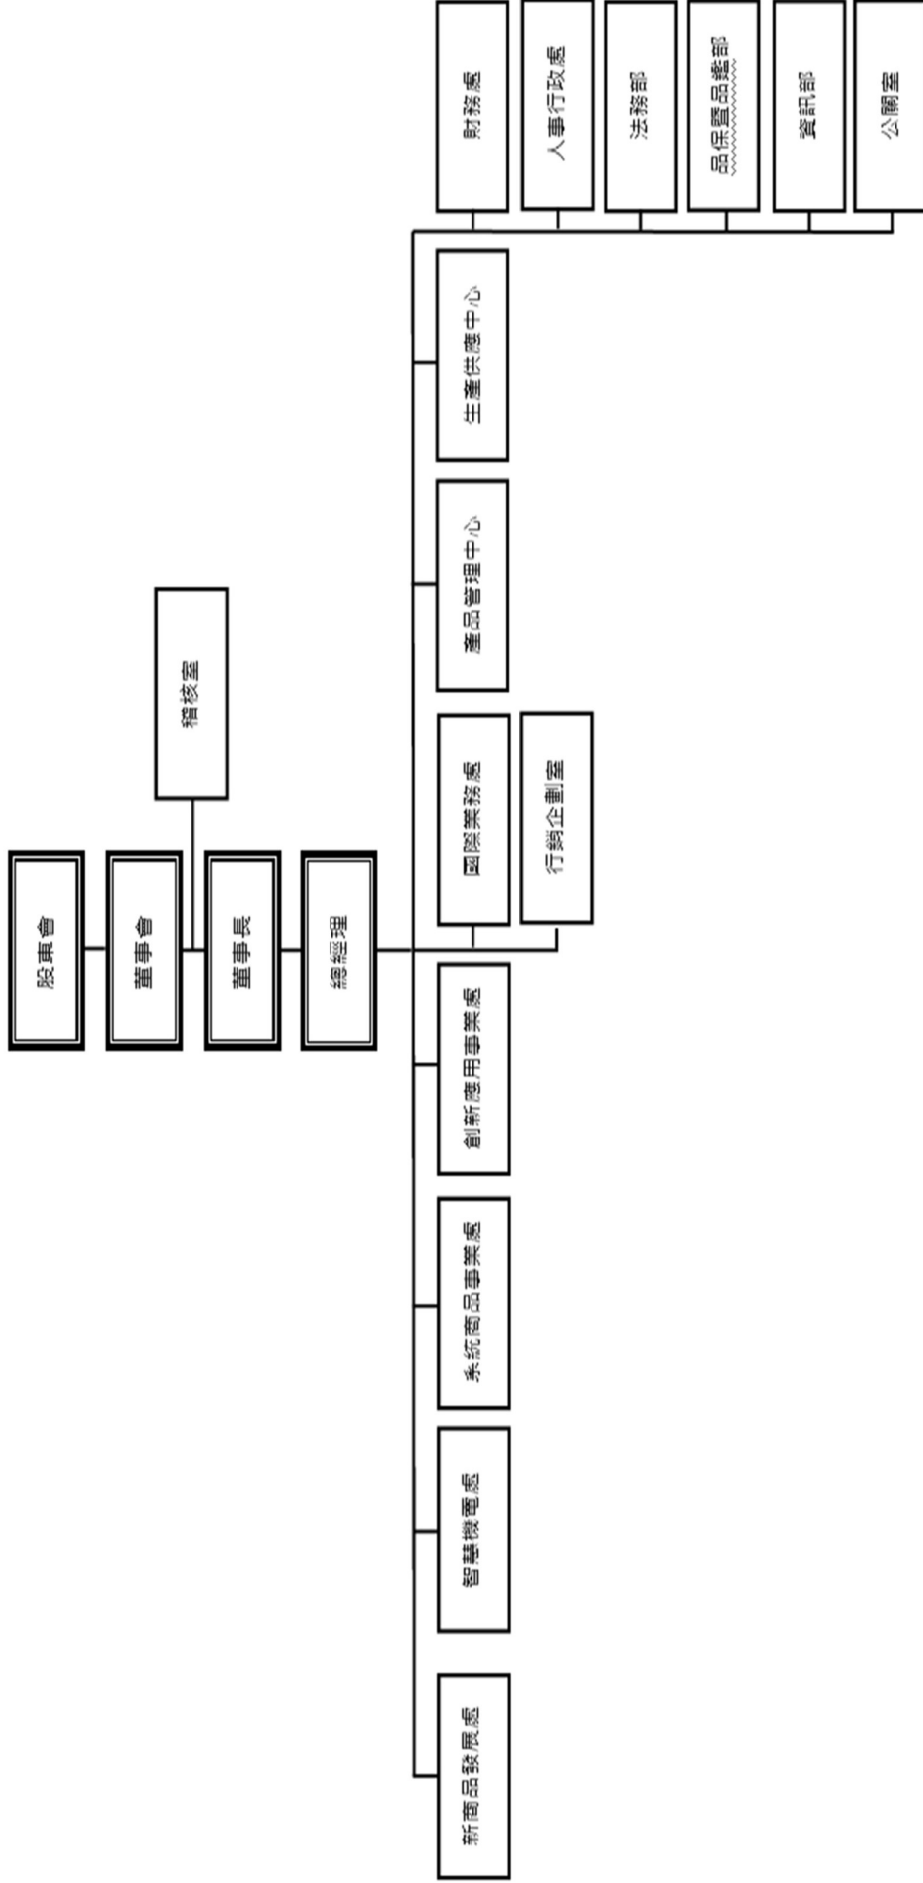 股東會
董事會
稽核室
董事長
總經理
新商品發展處
智慧機電處
系統商品事業處
創新應用事業處
國際業務處
行銷企劃室
產品管理中心
生產供應中心
財務處
人事行政處
法務部
品保暨品鑑部
資訊部
公關室